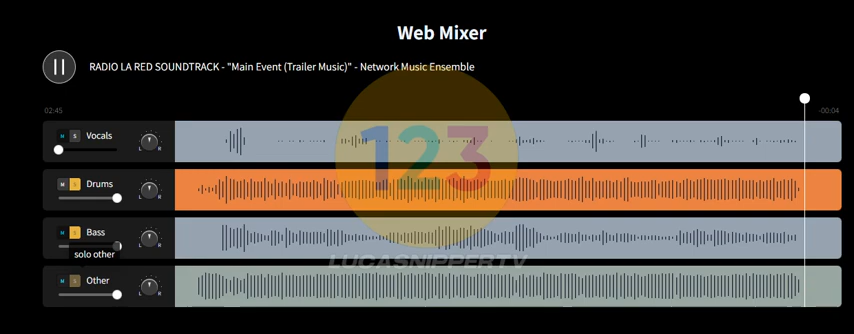 Web Mixer
RADIO LA RED SOUNDTRACK - "Main Event (Trailer Music)" - Network Music Ensemble
02:45
-00:04
M S Vocals
L R
M S Drums
L R
M S Bass
L R
solo other
M S Other
L R
123
LUCASNIPPERTV